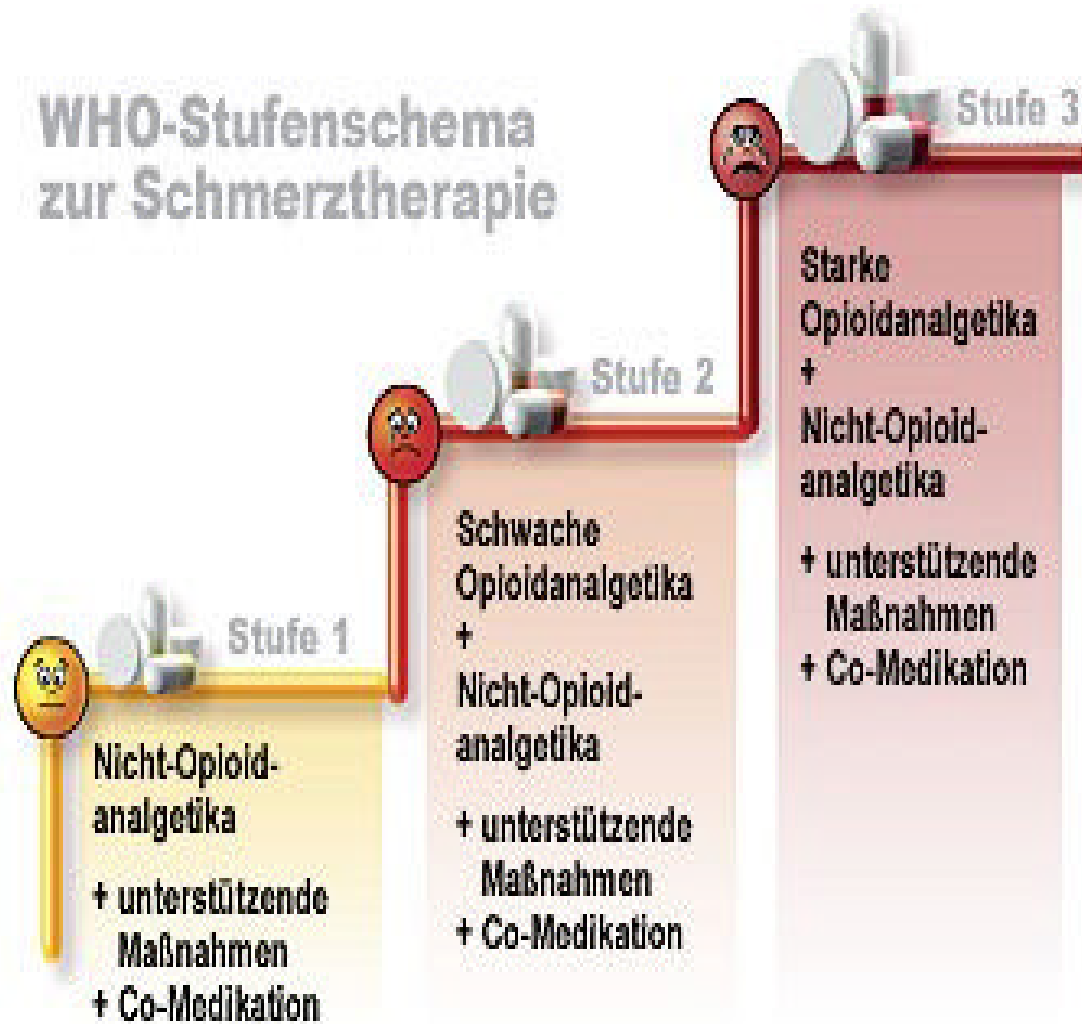 WHO-Stufenschema
zur Schmerztherapie
Stufe 1
Nicht-Opioid-
analgetika
+ unterstützende
Maßnahmen
+ Co-Medikation
Stufe 2
Schwache
Opioidanalgetika
+
Nicht-Opioid-
analgetika
+ unterstützende
Maßnahmen
+ Co-Medikation
Stufe 3
Starke
Opioidanalgetika
+
Nicht-Opioid-
analgetika
+ unterstützende
Maßnahmen
+ Co-Medikation